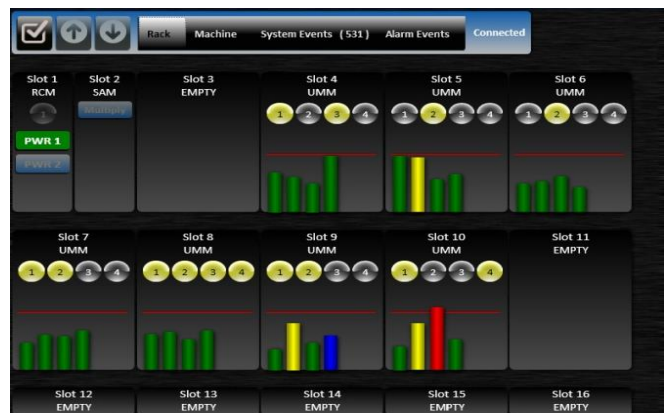 Rack Machine System Events (531) Alarm Events Connected
Slot 1 Slot 2 Slot 3 Slot 4 Slot 5 Slot 6
RCM SAM EMPTY UMM UMM UMM
1 Multiply 1 2 3 4 1 2 3 4 1 2 3 4
PWR 1
PWR 2
Slot 7 Slot 8 Slot 9 Slot 10 Slot 11
UMM UMM UMM UMM EMPTY
1 2 3 4 1 2 3 4 1 2 3 4 1 2 3 4
Slot 12 Slot 13 Slot 14 Slot 15 Slot 16
EMPTY EMPTY EMPTY EMPTY EMPTY